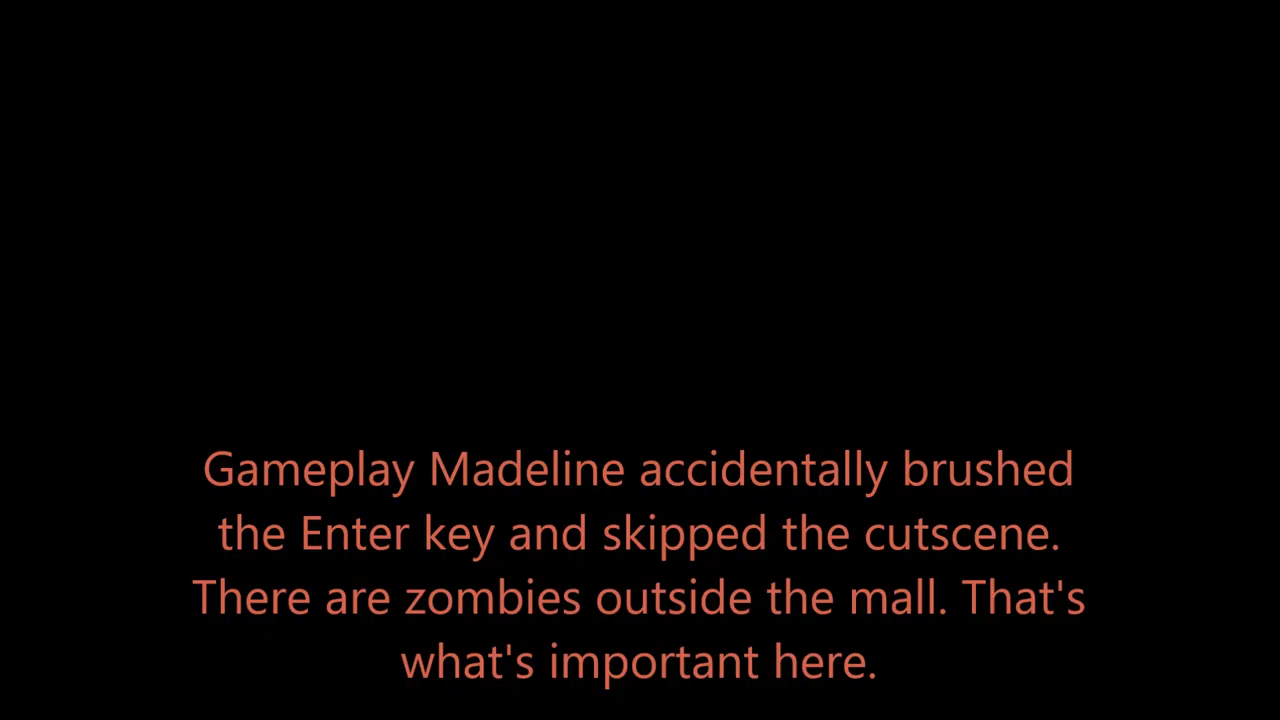 Gameplay Madeline accidentally brushed
the Enter key and skipped the cutscene.
There are zombies outside the mall. That's
what's important here.